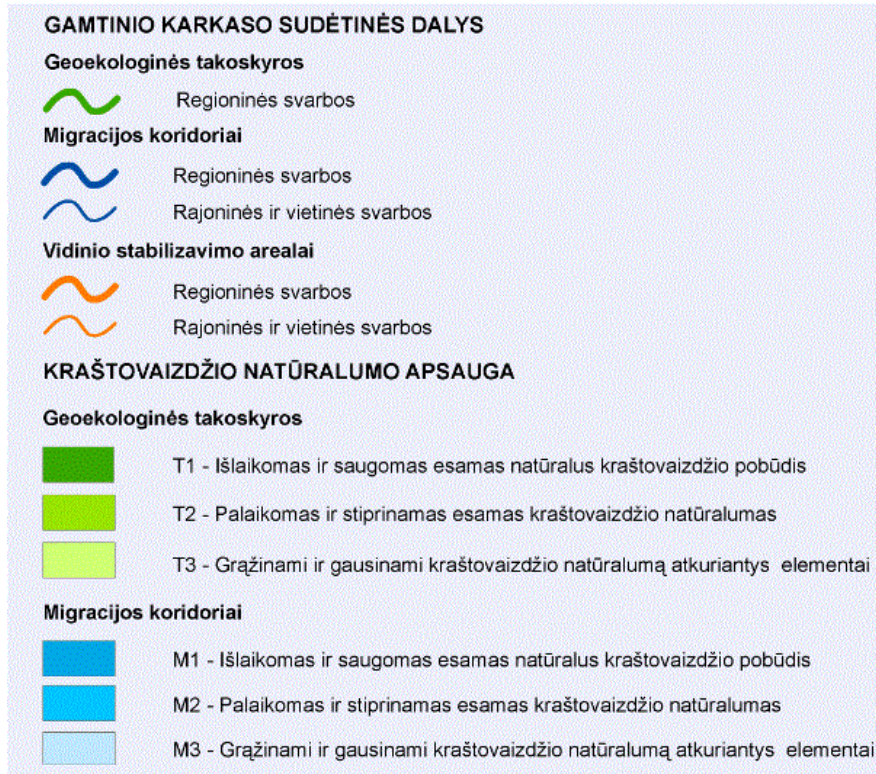 GAMTINIO KARKASO SUDĖTINĖS DALYS
Geoekologinės takoskyros
Regioninės svarbos
Migracijos koridoriai
Regioninės svarbos
Rajoninės ir vietinės svarbos
Vidinio stabilizavimo arealai
Regioninės svarbos
Rajoninės ir vietinės svarbos
KRAŠTOVAIZDŽIO NATŪRALUMO APSAUGA
Geoekologinės takoskyros
T1 - Išlaikomas ir saugomas esamas natūralus kraštovaizdžio pobūdis
T2 - Palaikomas ir stiprinamas esamas kraštovaizdžio natūralumas
T3 - Grąžinami ir gausinami kraštovaizdžio natūralumą atkuriantys elementai
Migracijos koridoriai
M1 - Išlaikomas ir saugomas esamas natūralus kraštovaizdžio pobūdis
M2 - Palaikomas ir stiprinamas esamas kraštovaizdžio natūralumas
M3 - Grąžinami ir gausinami kraštovaizdžio natūralumą atkuriantys elementai